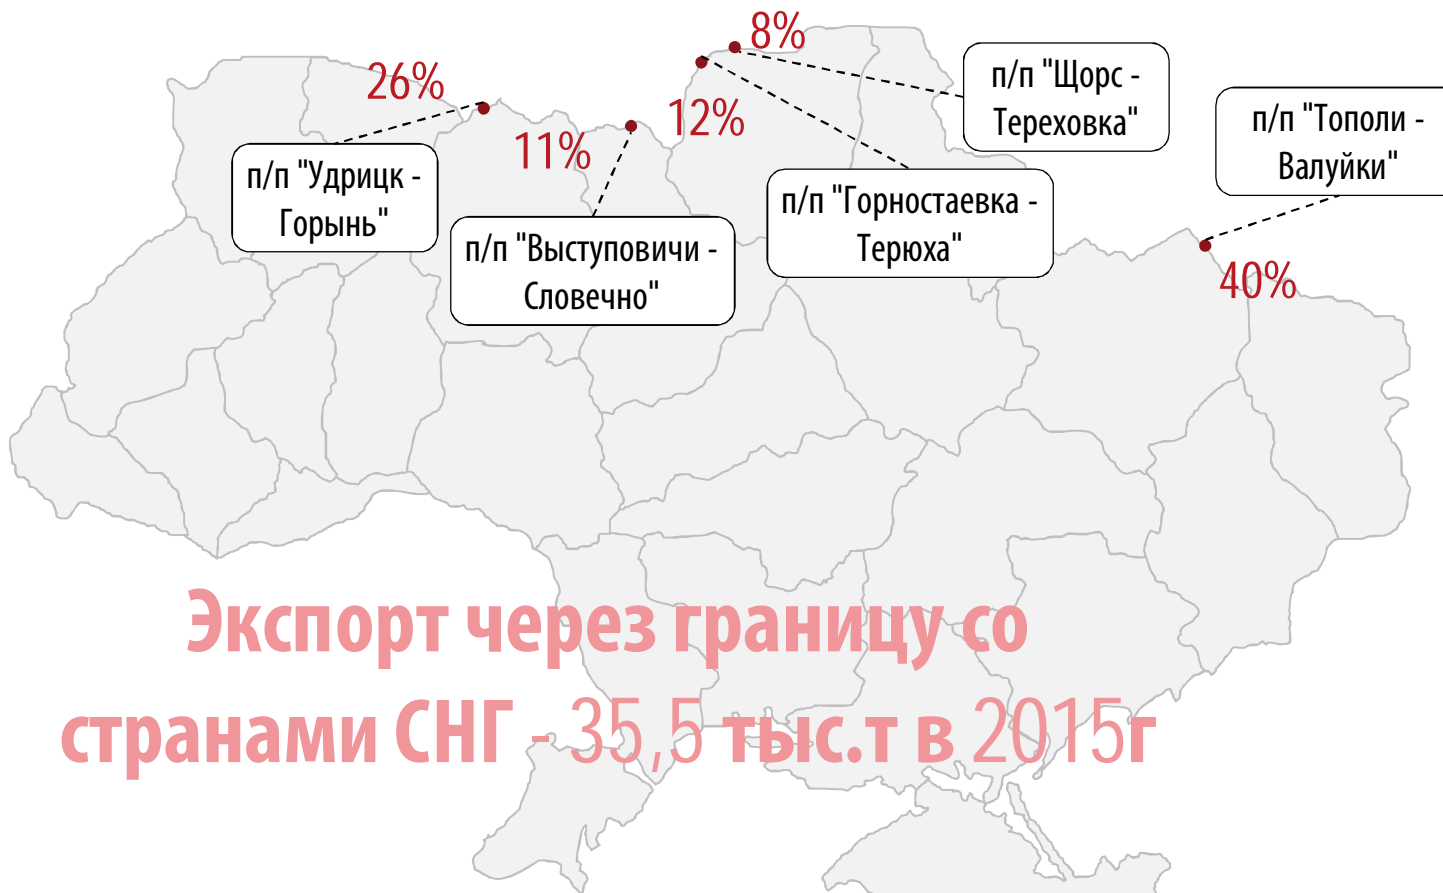 8%
26%
12%
11%
40%
п/п "Щорс -
Тереховка"
п/п "Тополи -
Валуйки"
п/п "Удрицк -
Горынь"
п/п "Горностаевка -
Терюха"
п/п "Выступовичи -
Словечно"
Экспорт через границу со
странами СНГ - 35,5 тыс.т в 2015г